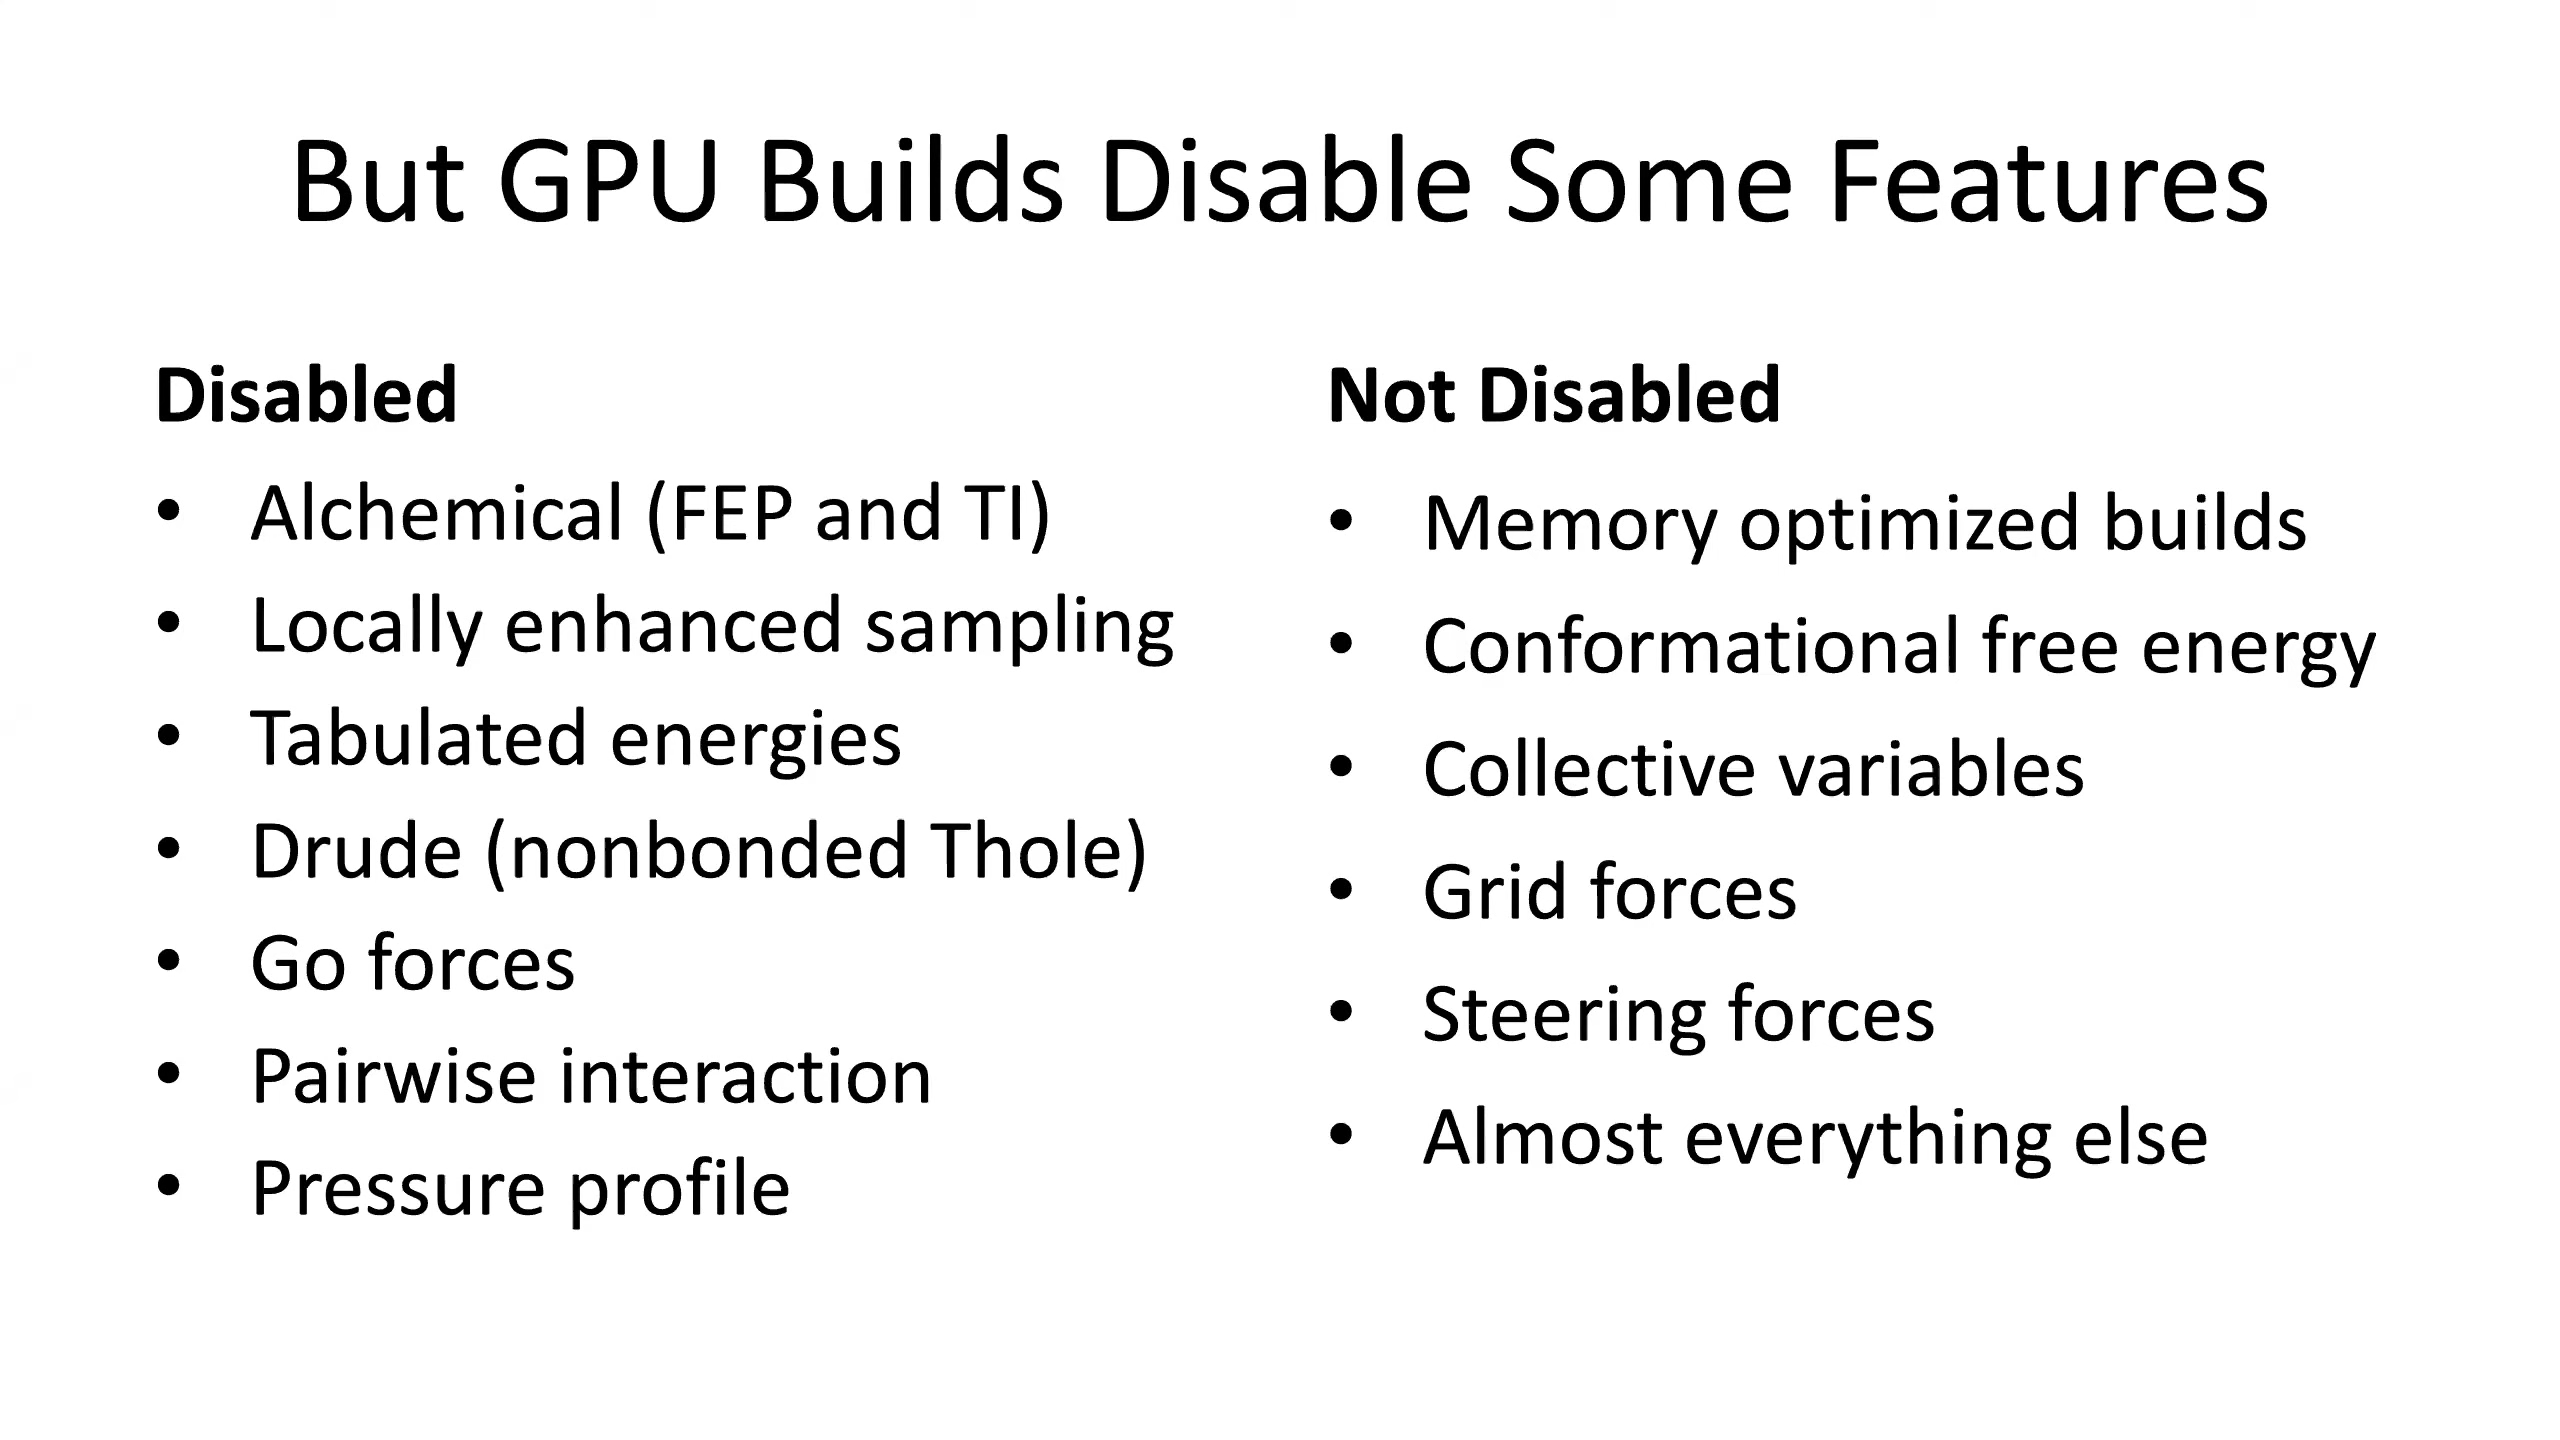 But GPU Builds Disable Some Features
Disabled
• Alchemical (FEP and TI)
• Locally enhanced sampling
• Tabulated energies
• Drude (nonbonded Thole)
• Go forces
• Pairwise interaction
• Pressure profile
Not Disabled
• Memory optimized builds
• Conformational free energy
• Collective variables
• Grid forces
• Steering forces
• Almost everything else